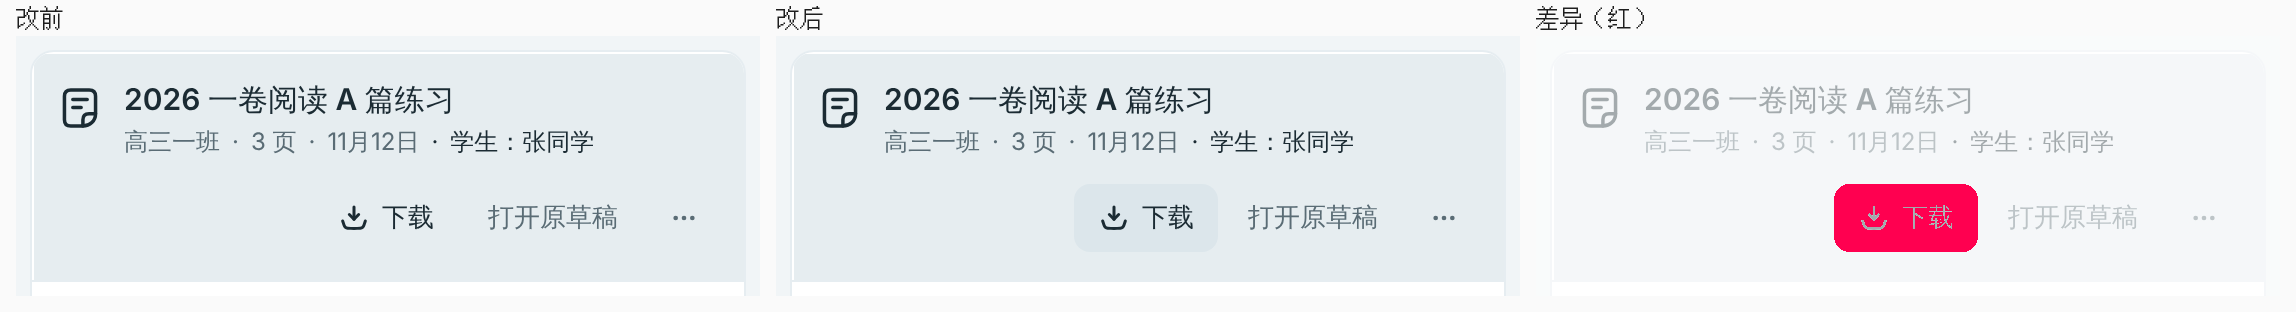 改前
2026 一卷阅读 A 篇练习
高三一班 · 3 页 · 11月12日 · 学生：张同学
下载 打开原草稿 ···
改后
2026 一卷阅读 A 篇练习
高三一班 · 3 页 · 11月12日 · 学生：张同学
下载 打开原草稿 ···
差异（红）
2026 一卷阅读 A 篇练习
高三一班 · 3 页 · 11月12日 · 学生：张同学
下载 打开原草稿 ···